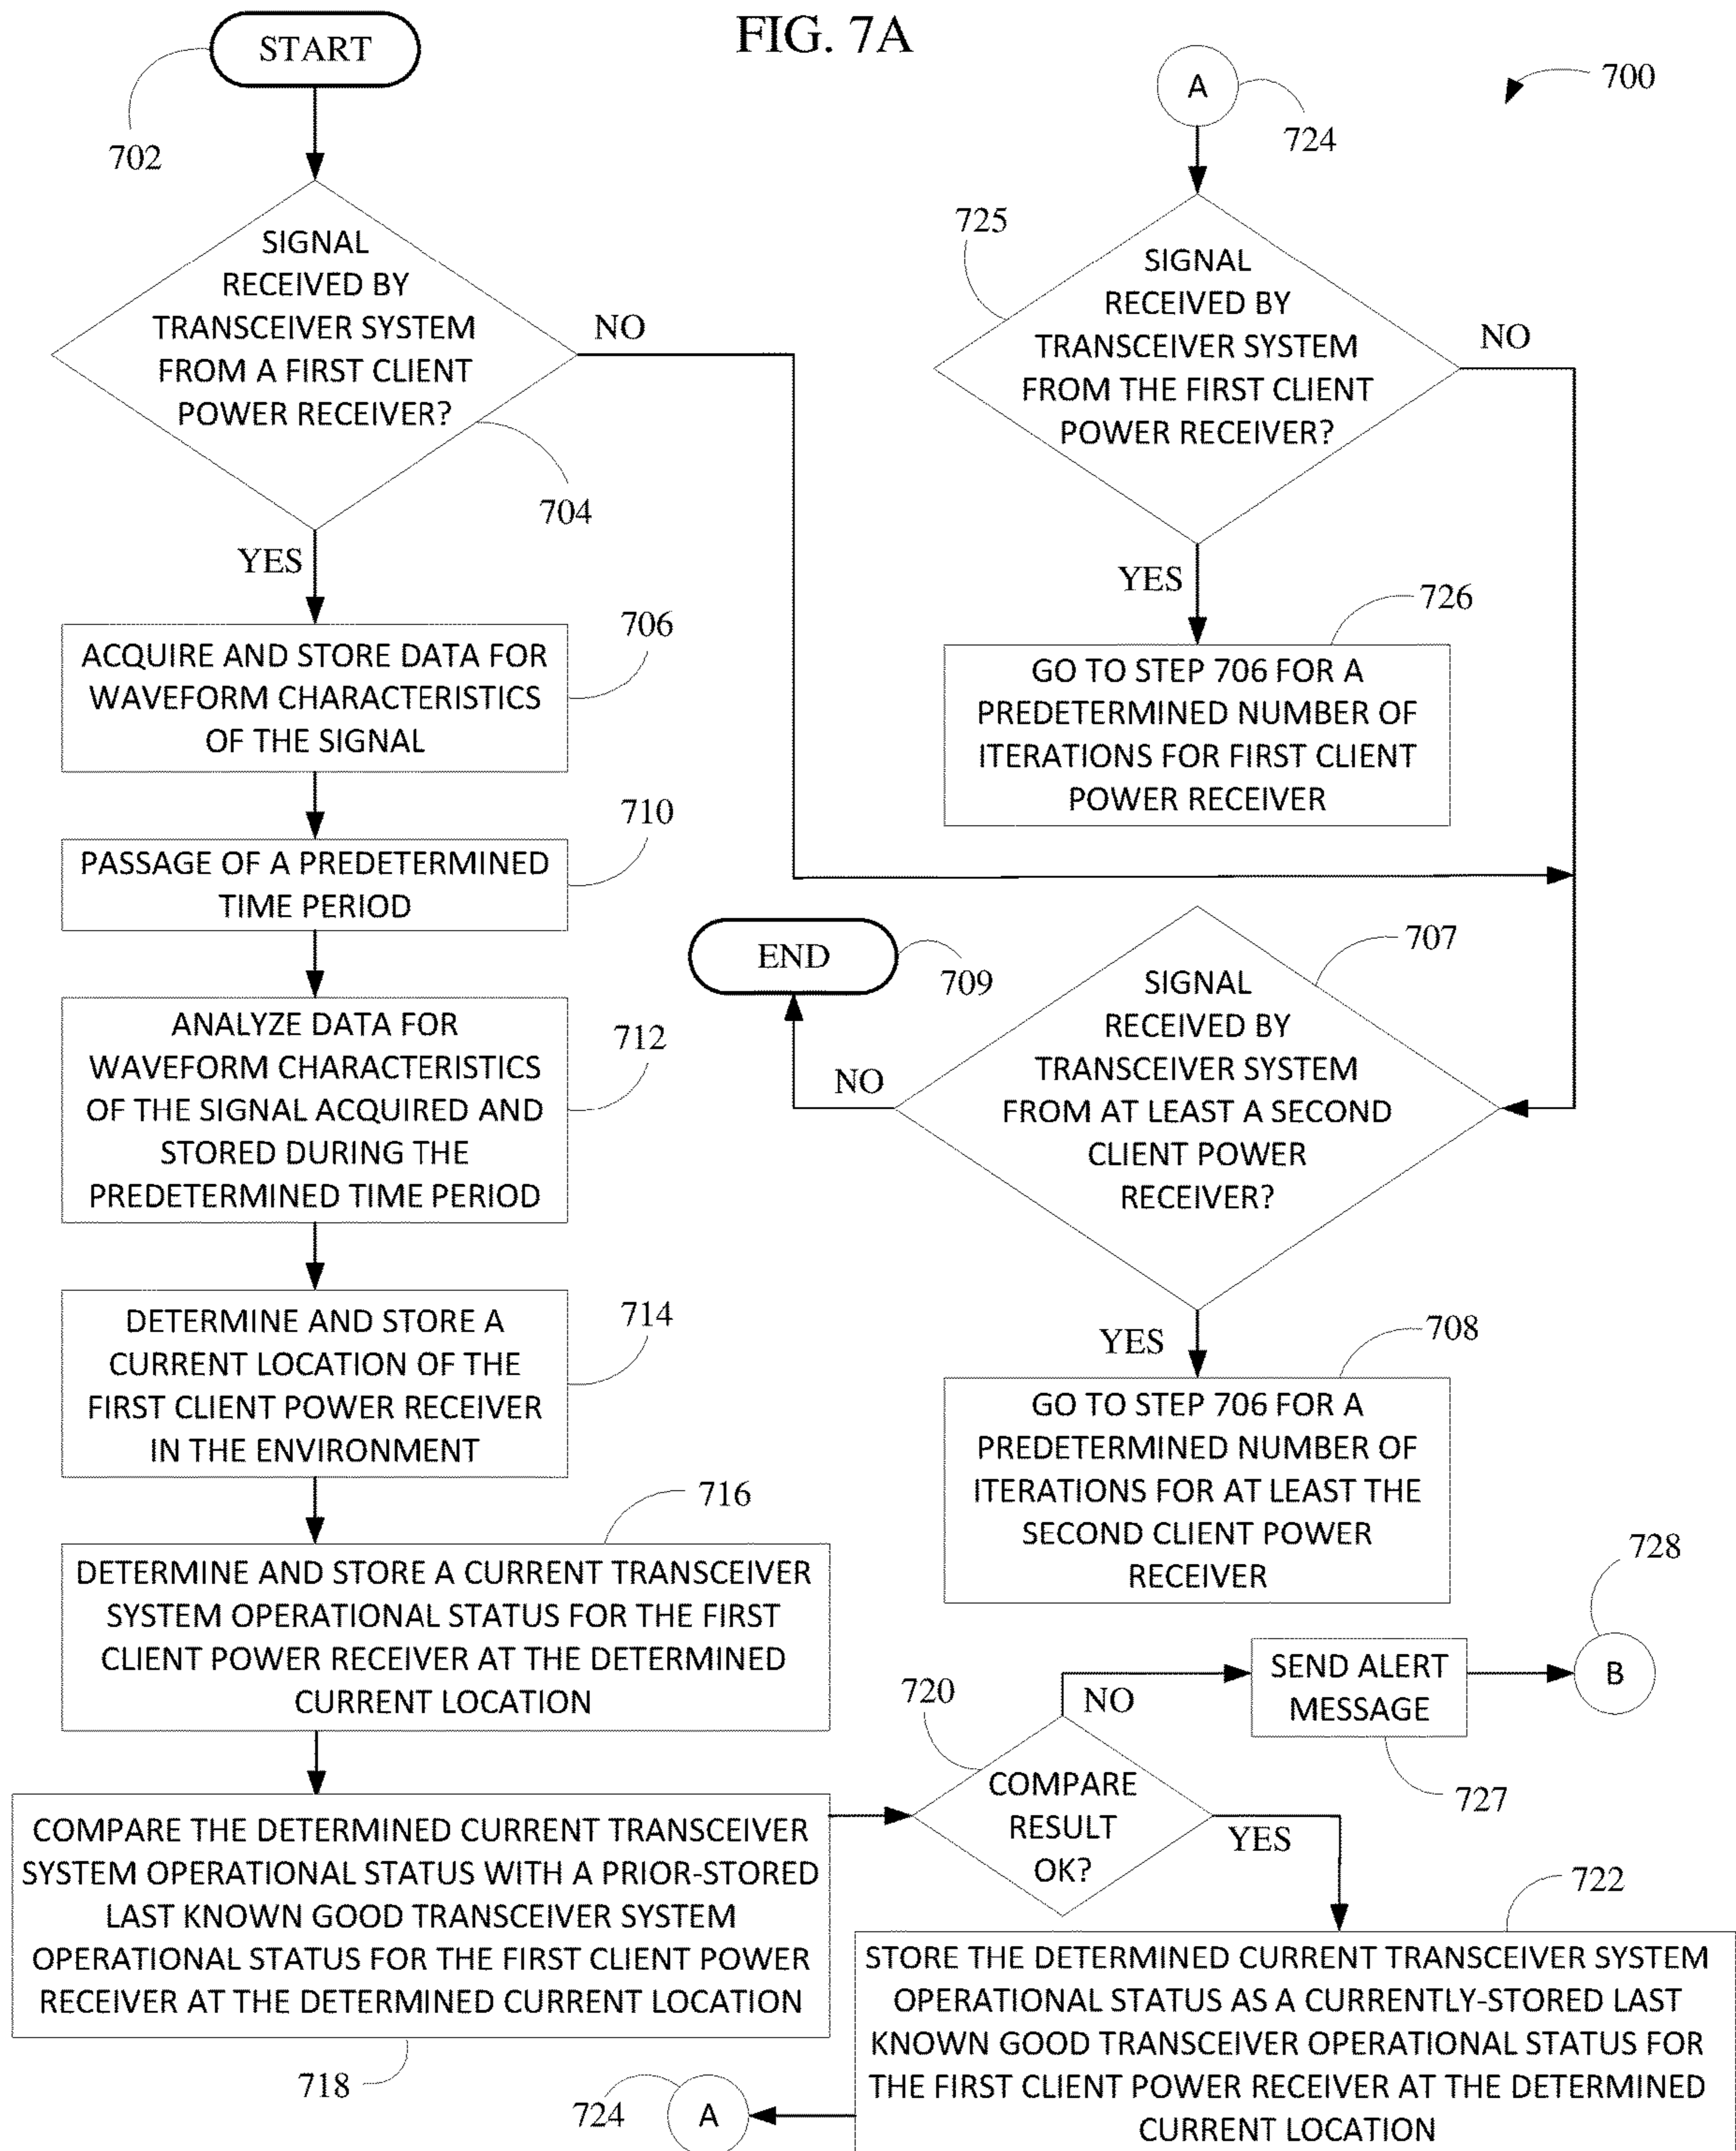 FIG. 7A
START
702
SIGNAL
RECEIVED BY
TRANSCEIVER SYSTEM
FROM A FIRST CLIENT
POWER RECEIVER?
NO
704
YES
706
ACQUIRE AND STORE DATA FOR
WAVEFORM CHARACTERISTICS
OF THE SIGNAL
710
PASSAGE OF A PREDETERMINED
TIME PERIOD
ANALYZE DATA FOR
WAVEFORM CHARACTERISTICS
OF THE SIGNAL ACQUIRED AND
STORED DURING THE
PREDETERMINED TIME PERIOD
712
DETERMINE AND STORE A
CURRENT LOCATION OF THE
FIRST CLIENT POWER RECEIVER
IN THE ENVIRONMENT
714
716
DETERMINE AND STORE A CURRENT TRANSCEIVER
SYSTEM OPERATIONAL STATUS FOR THE FIRST
CLIENT POWER RECEIVER AT THE DETERMINED
CURRENT LOCATION
COMPARE THE DETERMINED CURRENT TRANSCEIVER
SYSTEM OPERATIONAL STATUS WITH A PRIOR-STORED
LAST KNOWN GOOD TRANSCEIVER SYSTEM
OPERATIONAL STATUS FOR THE FIRST CLIENT POWER
RECEIVER AT THE DETERMINED CURRENT LOCATION
718
700
A
724
725
SIGNAL
RECEIVED BY
TRANSCEIVER SYSTEM
FROM THE FIRST CLIENT
POWER RECEIVER?
NO
YES
726
GO TO STEP 706 FOR A
PREDETERMINED NUMBER OF
ITERATIONS FOR FIRST CLIENT
POWER RECEIVER
END
709
707
SIGNAL
RECEIVED BY
TRANSCEIVER SYSTEM
FROM AT LEAST A SECOND
CLIENT POWER
RECEIVER?
NO
YES
708
GO TO STEP 706 FOR A
PREDETERMINED NUMBER OF
ITERATIONS FOR AT LEAST THE
SECOND CLIENT POWER
RECEIVER
720
COMPARE
RESULT
OK?
NO
SEND ALERT
MESSAGE
727
728
B
YES
722
STORE THE DETERMINED CURRENT TRANSCEIVER SYSTEM
OPERATIONAL STATUS AS A CURRENTLY-STORED LAST
KNOWN GOOD TRANSCEIVER OPERATIONAL STATUS FOR
THE FIRST CLIENT POWER RECEIVER AT THE DETERMINED
CURRENT LOCATION
724
A